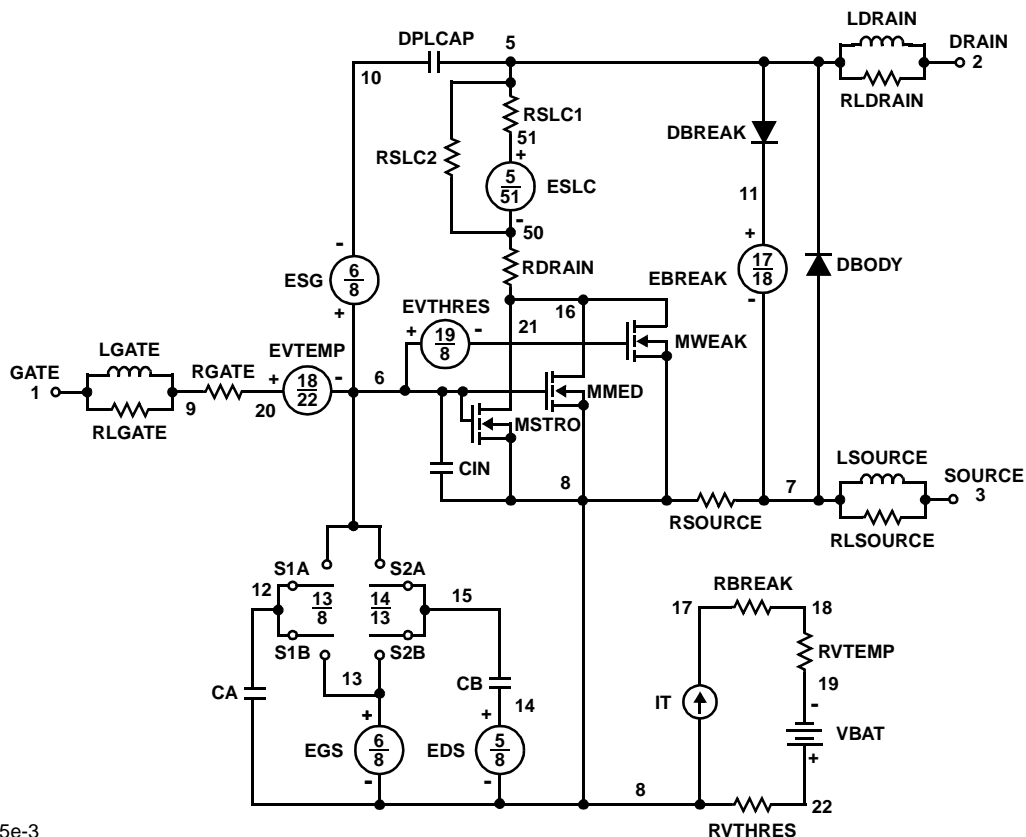 LDRAIN
DPLCAP 5 DRAIN
10 2
RLDRAIN
RSLC1
51 DBREAK
RSLC2 +
5
51 ESLC
11
-
50
- +
RDRAIN 17
18 DBODY
ESG 6
8 EBREAK
EVTHRES -
+ 16
+ 19
8 - 21
MWEAK
LGATE EVTEMP
GATE RGATE + 18
22 - 6
1 MMED
9 20
RLGATE MSTRO
CIN LSOURCE
8 7 SOURCE
3
RSOURCE
RLSOURCE
S1A S2A
12 13
8 14
13 15 RBREAK
17 18
S1B S2B
RVTEMP
13 CB 19
CA IT -
14
+ + VBAT
EGS 6
8 EDS 5
8 +
- - 8
22
RVTHRES
5e-3